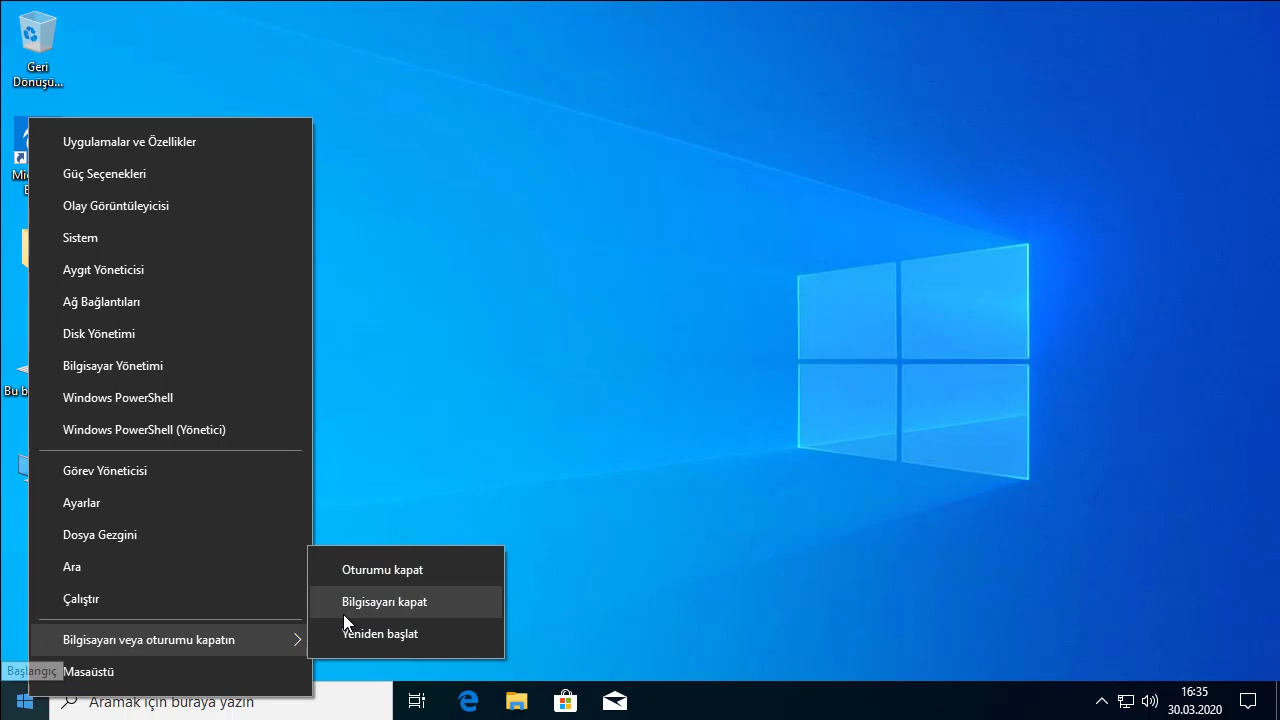 Geri
Dönüşü...
Uygulamalar ve Özellikler
Güç Seçenekleri
Olay Görüntüleyicisi
Sistem
Aygıt Yöneticisi
Ağ Bağlantıları
Disk Yönetimi
Bilgisayar Yönetimi
Windows PowerShell
Windows PowerShell (Yönetici)
Görev Yöneticisi
Ayarlar
Dosya Gezgini
Ara
Çalıştır
Bilgisayarı veya oturumu kapatın
Masaüstü
Oturumu kapat
Bilgisayarı kapat
Yeniden başlat
Bu b
Başlangıç
Aramak için buraya yazın
16:35
30.03.2020